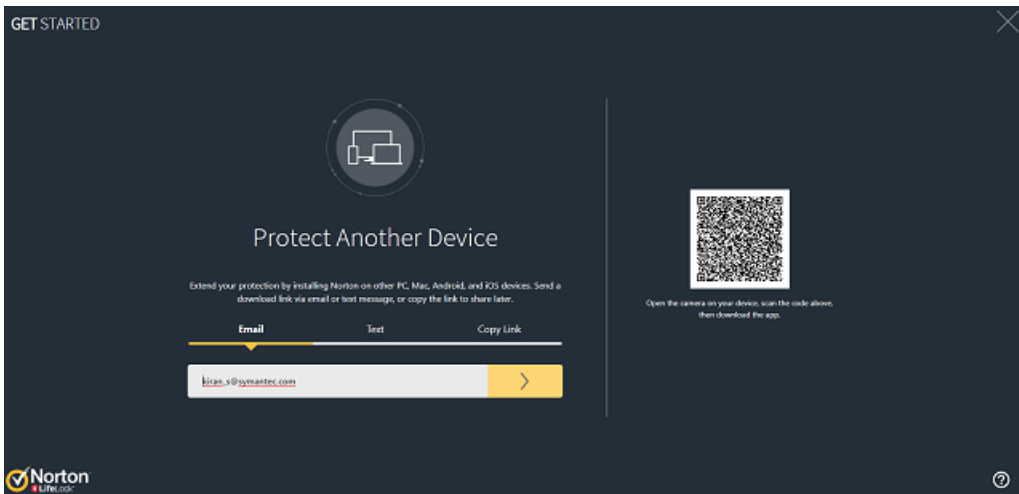 GET STARTED
Protect Another Device
Extend your protection by installing Norton on other PC, Mac, Android, and iOS devices. Send a
download link via email or text message, or copy the link to share later.
Email Text Copy Link
kiran_s@symantec.com
Open the camera on your device, scan the code above,
then download the app.
Norton
LifeLock